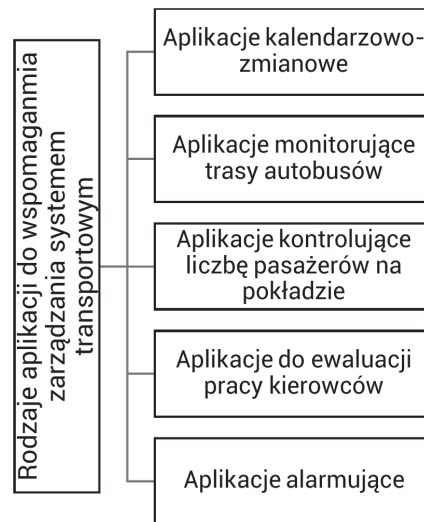 Rodzaje aplikacji do wspomaganmia
zarządzania systemem
transportowym
Aplikacje kalendarzowo-
zmianowe
Aplikacje monitorujące
trasy autobusów
Aplikacje kontrolujące
liczbę pasażerów na
pokładzie
Aplikacje do ewaluacji
pracy kierowców
Aplikacje alarmujące